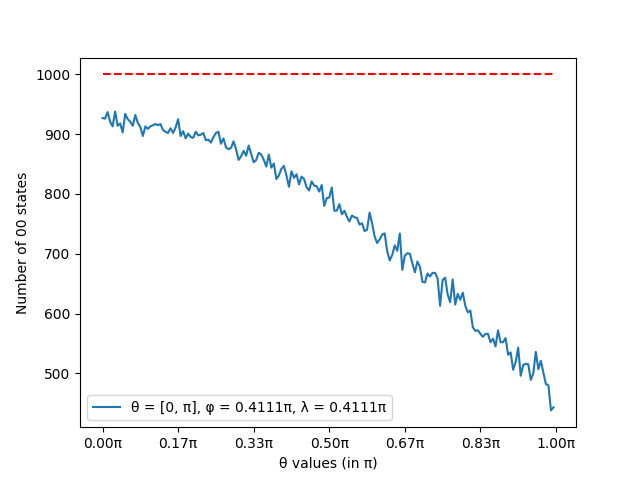 1000
900
800
700
600
500
Number of 00 states
θ = [0, π], φ = 0.4111π, λ = 0.4111π
0.00π 0.17π 0.33π 0.50π 0.67π 0.83π 1.00π
θ values (in π)